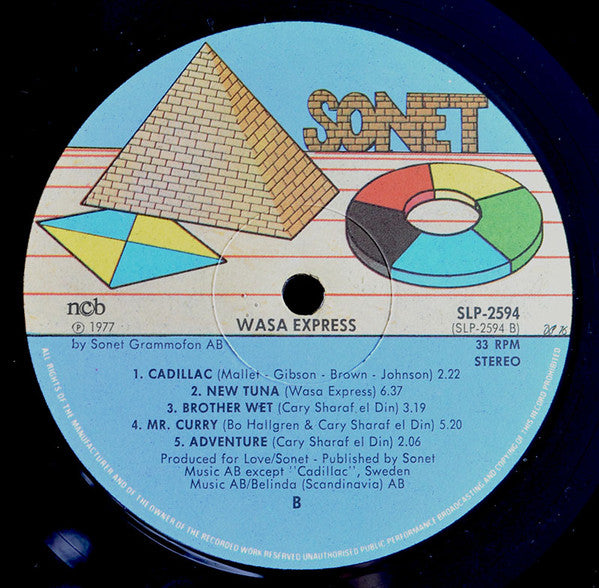 SONET
ncb
℗ 1977
WASA EXPRESS
SLP-2594
(SLP-2594 B)
by Sonet Grammofon AB
33 RPM
STEREO
1. CADILLAC (Mallet - Gibson - Brown - Johnson) 2.22
2. NEW TUNA (Wasa Express) 6.37
3. BROTHER WET (Cary Sharaf el Din) 3.19
4. MR. CURRY (Bo Hallgren & Cary Sharaf el Din) 5.20
5. ADVENTURE (Cary Sharaf el Din) 2.06
Produced for Love/Sonet - Published by Sonet
Music AB except ''Cadillac'', Sweden
Music AB/Belinda (Scandinavia) AB
B
ALL RIGHTS OF THE MANUFACTURER AND OF THE OWNER OF THE RECORDED WORK RESERVED UNAUTHORISED PUBLIC PERFORMANCE BROADCASTING AND COPYING OF THIS RECORD PROHIBITED